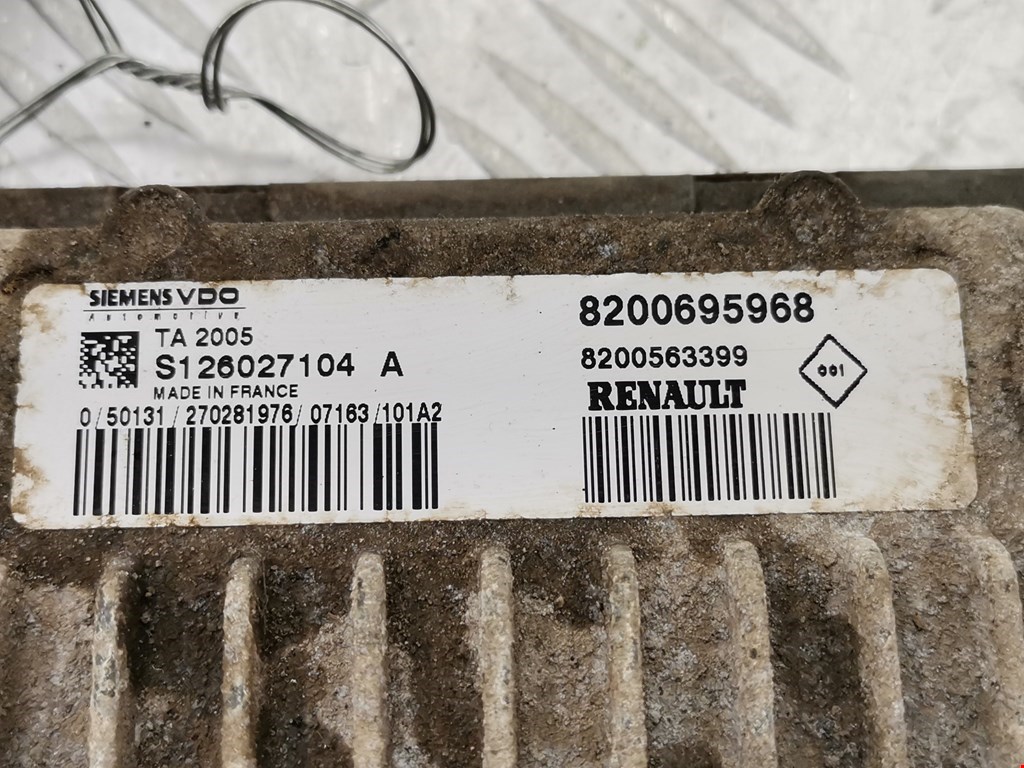 SIEMENS VDO
Automotive
TA 2005
S126027104 A
MADE IN FRANCE
0/50131/270281976/07163/101A2
8200695968
8200563399
RENAULT
001